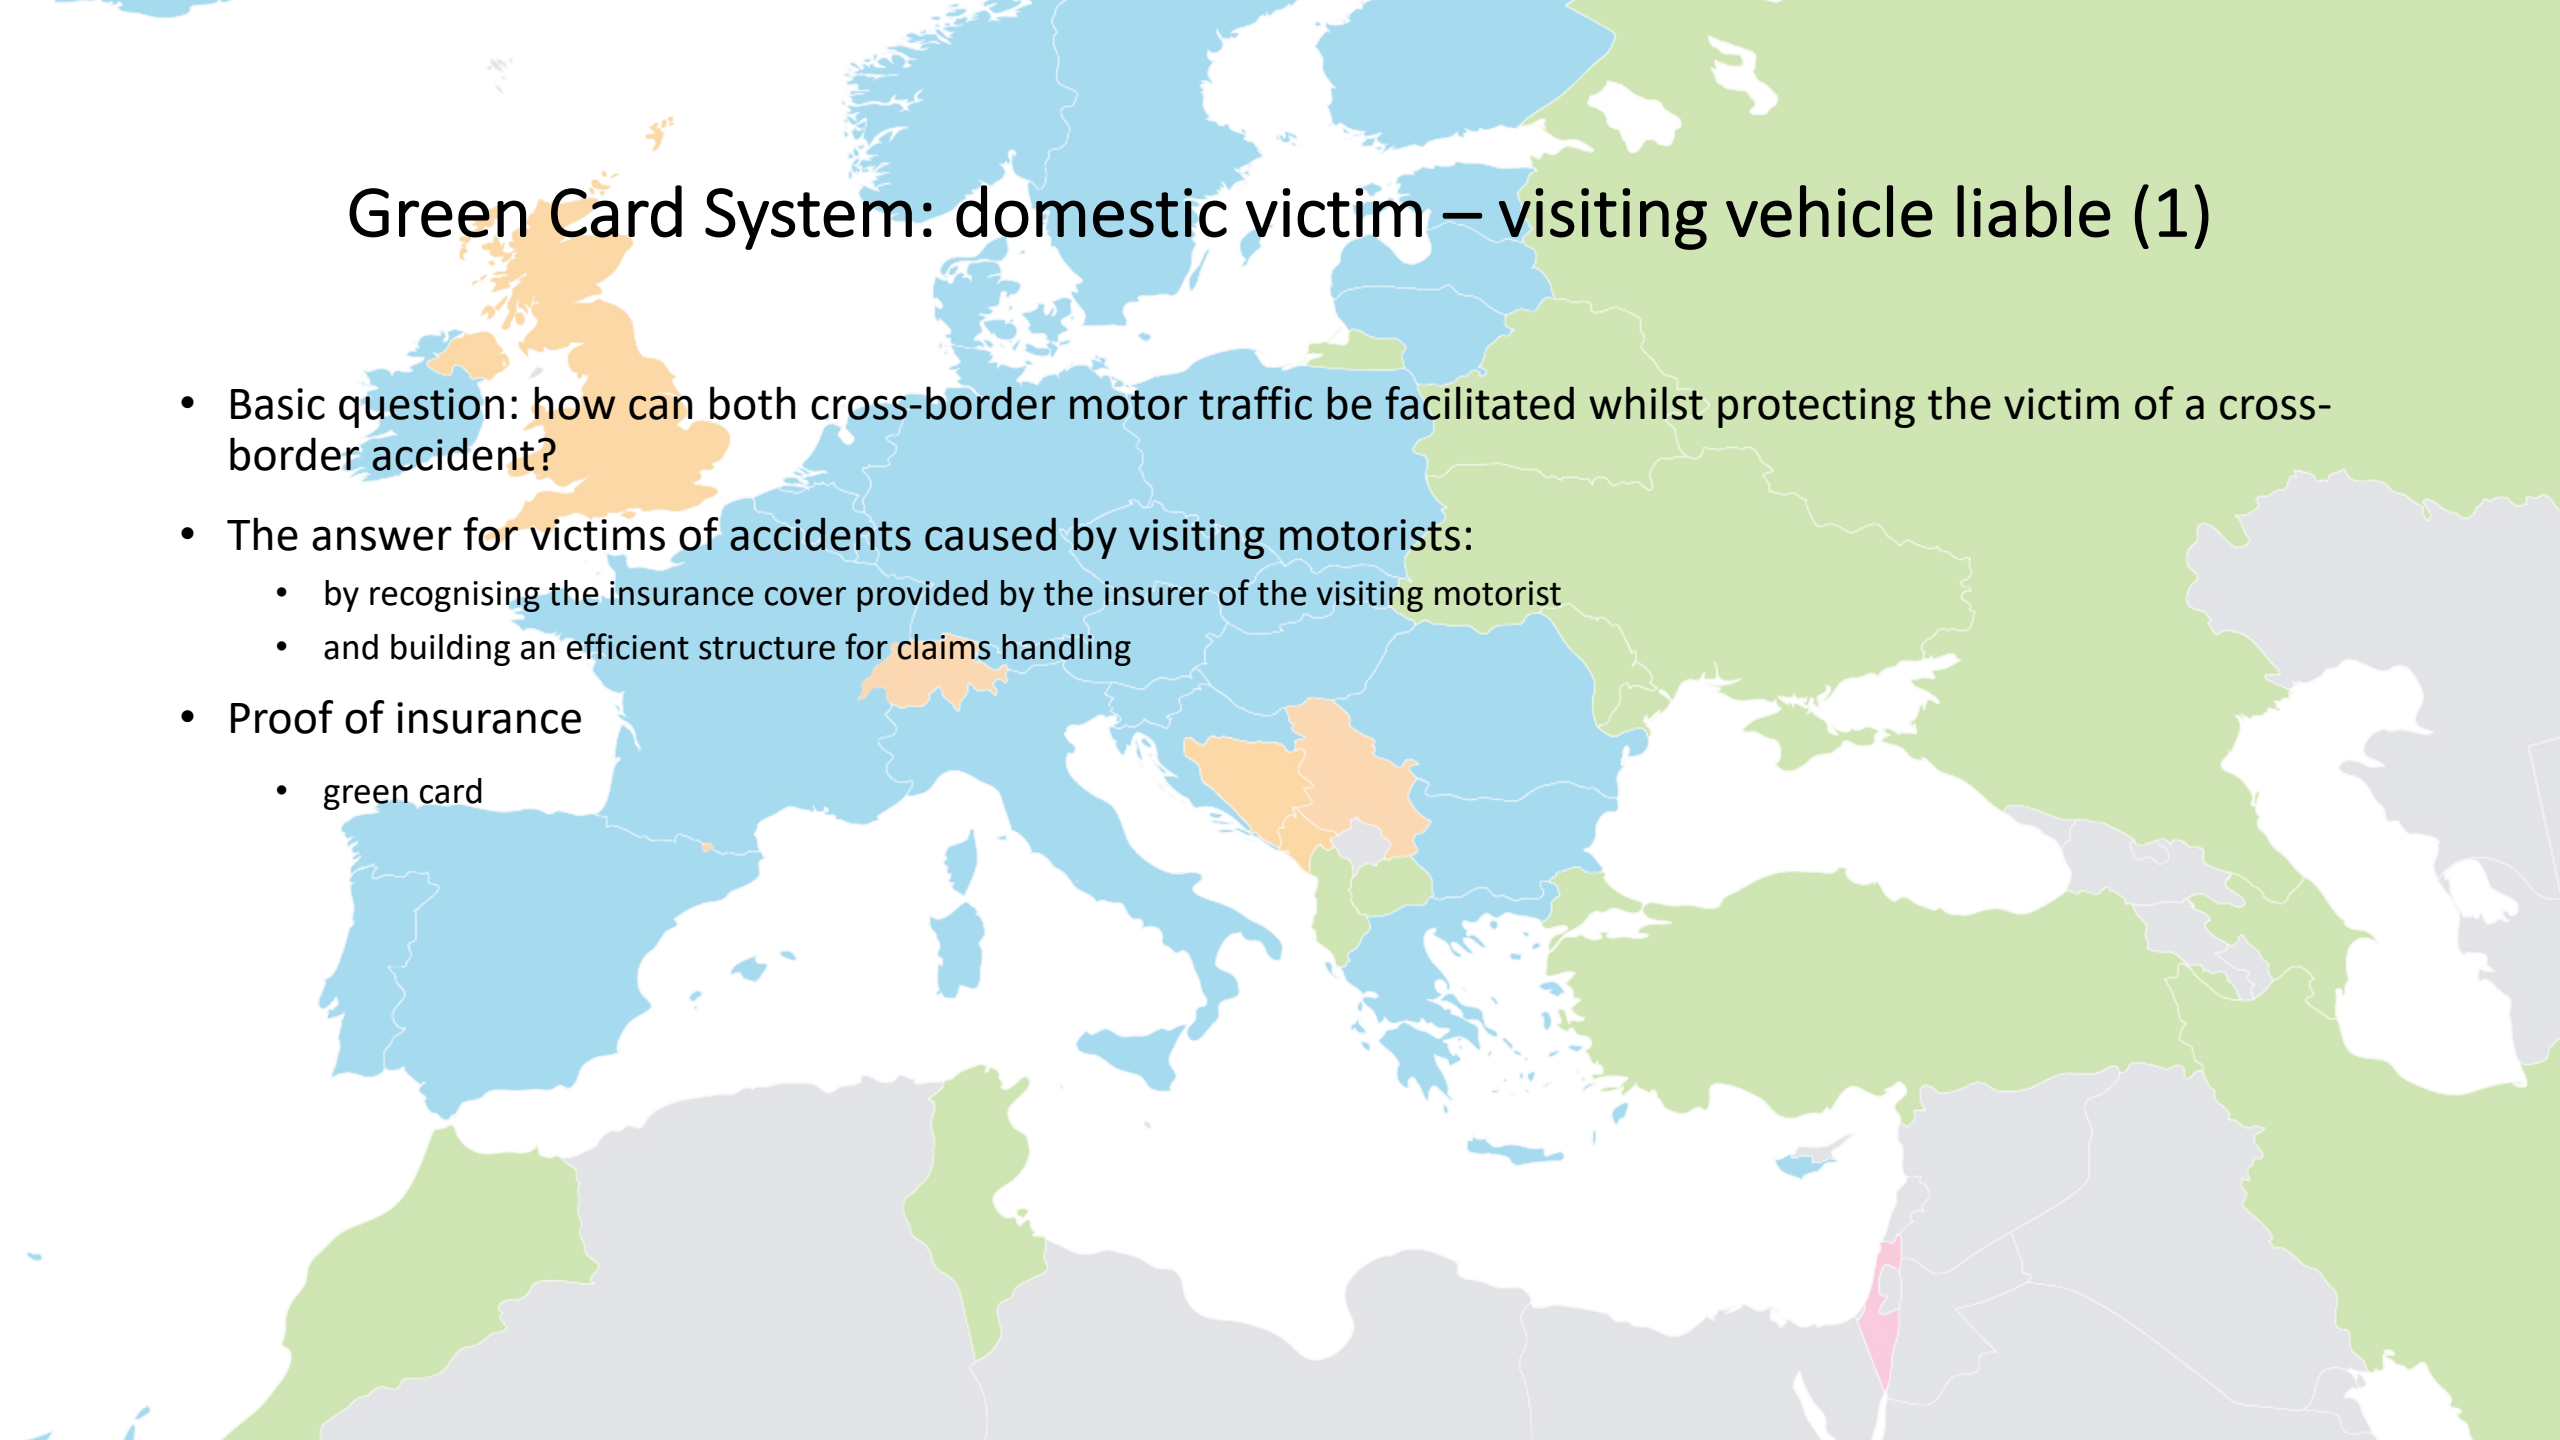 Green Card System: domestic victim – visiting vehicle liable (1)
• Basic question: how can both cross-border motor traffic be facilitated whilst protecting the victim of a cross-
border accident?
• The answer for victims of accidents caused by visiting motorists:
• by recognising the insurance cover provided by the insurer of the visiting motorist
• and building an efficient structure for claims handling
• Proof of insurance
• green card